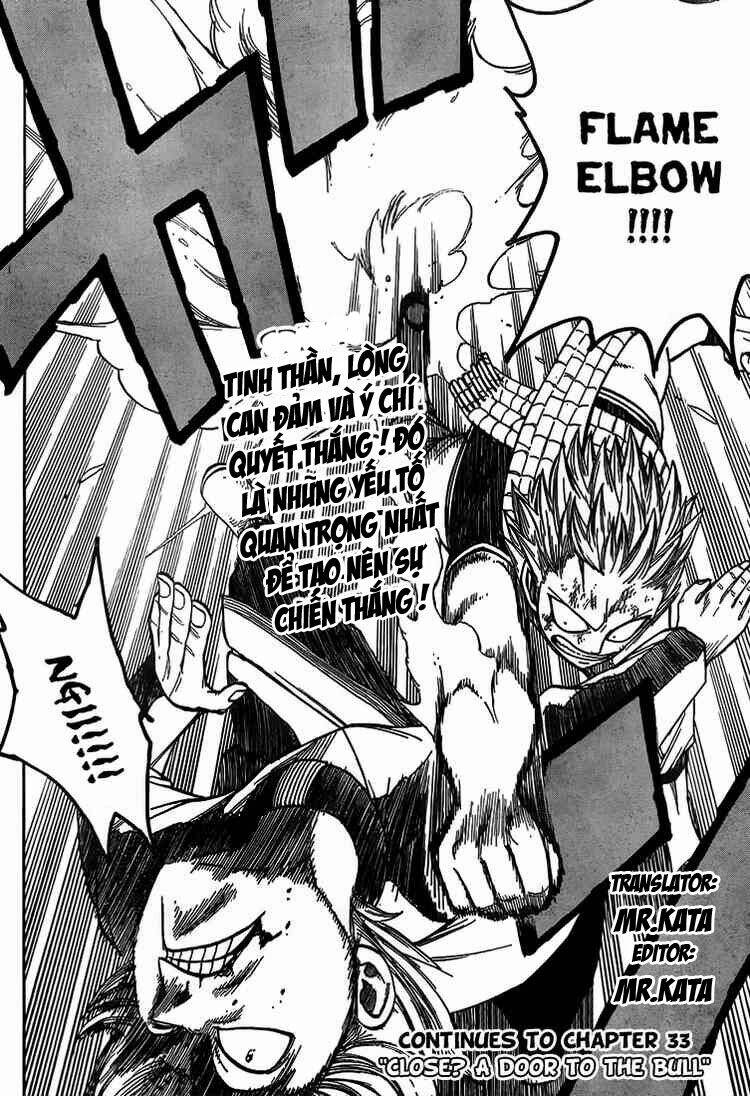 FLAME
ELBOW
!!!!
TINH THẦN, LÒNG
CAN ĐẢM VÀ Ý CHÍ
QUYẾT THẮNG! ĐÓ
LÀ NHỮNG YẾU TỐ
QUAN TRỌNG NHẤT
ĐỂ TẠO NÊN SỰ
CHIẾN THẮNG!
NGII!!!!!
TRANSLATOR:
MR.KATA
EDITOR:
MR.KATA
CONTINUES TO CHAPTER 33
"CLOSE? A DOOR TO THE BULL"